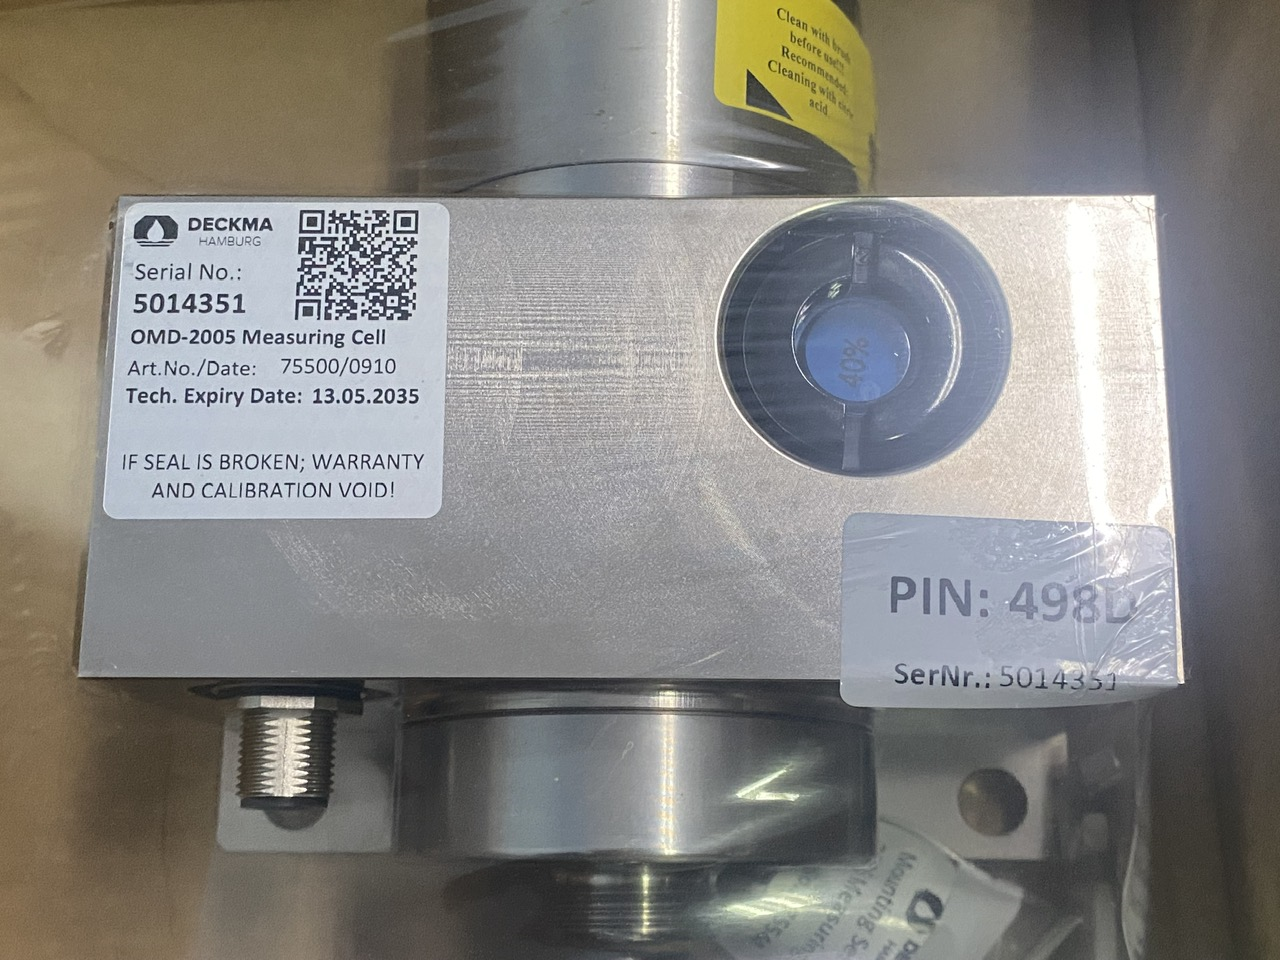 Clean with brush
before use!!!
Recommended:
Cleaning with
acid
DECKMA
HAMBURG
Serial No.:
5014351
OMD-2005 Measuring Cell
Art.No./Date: 75500/0910
Tech. Expiry Date: 13.05.2035
IF SEAL IS BROKEN; WARRANTY
AND CALIBRATION VOID!
40%
PIN: 498D
SerNr.: 5014351
Mounting
Measuring